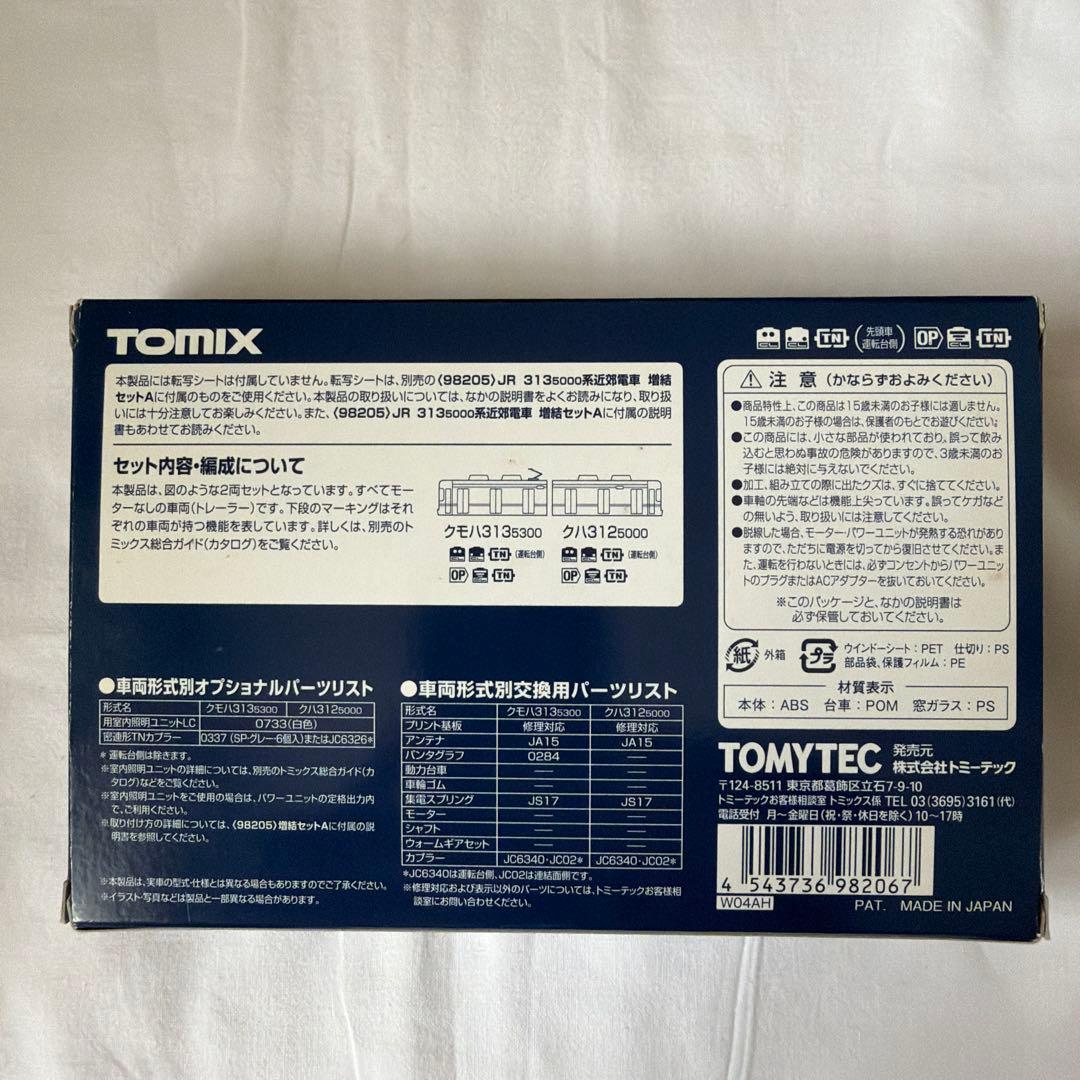 TOMIX
本製品には転写シートは付属していません。転写シートは、別売の〈98205〉JR 3135000系近郊電車 増結
セットAに付属のものをご使用ください。本製品の取り扱いについては、なかの説明書をよくお読みになり、取り扱
いには十分注意してお楽しみください。また、〈98205〉JR 3135000系近郊電車 増結セットAに付属の説明
書もあわせてお読みください。
セット内容・編成について
本製品は、図のような2両セットとなっています。すべてモー
ターなしの車両(トレーラー)です。下段のマーキングはそれ
ぞれの車両が持つ機能を表しています。詳しくは、別売のト
ミックス総合ガイド(カタログ)をご覧ください。
クモハ3135300 クハ3125000
TN (運転台側) TN (運転台側)
OP TN OP TN
●車両形式別オプショナルパーツリスト
形式名 クモハ3135300 クハ3125000
用室内照明ユニットLC 0733(白色)
密連形TNカプラー 0337 (SP・グレー・6個入)またはJC6326*
* 運転台側は除きます。
※室内照明ユニットの詳細については、別売のトミックス総合ガイド(カ
タログ)などをご覧ください。
※室内照明ユニットをご使用の場合は、パワーユニットの定格出力内
で、ご利用ください。
※取り付け方の詳細については、〈98205〉増結セットAに付属の説
明書を参照してください。
※本製品は、実車の型式・仕様とは異なる場合もありますのでご了承ください。
※イラスト・写真などは製品と一部異なる場合があります。
●車両形式別交換用パーツリスト
形式名 クモハ3135300 クハ3125000
プリント基板 修理対応 修理対応
アンテナ JA15 JA15
パンタグラフ 0284 ──
動力台車 ── ──
車輪ゴム ── ──
集電スプリング JS17 JS17
モーター ── ──
シャフト ── ──
ウォームギアセット ── ──
カプラー JC6340・JC02* JC6340・JC02*
*JC6340は運転台側、JC02は連結面側です。
※修理対応および表示以外のパーツについては、トミーテックお客様相
談室にお問い合わせください。
CL CL TN (先頭車 運転台側) OP TN
注 意 (かならずおよみください)
●商品特性上、この商品は15歳未満のお子様には適しません。
15歳未満のお子様の場合は、保護者のもとでお遊びください。
●この商品には、小さな部品が使われており、誤って飲み
込むと思わぬ事故の危険がありますので、3歳未満のお
子様には絶対に与えないでください。
●加工、組み立ての際に出たクズは、すぐに捨ててください。
●車輪の先端などは機能上尖っています。誤ってケガなど
の無いよう、取り扱いには注意してください。
●脱線した場合、モーター・パワーユニットが発熱する恐れがあり
ますので、ただちに電源を切ってから復旧させてください。ま
た、運転を行わないときには、必ずコンセントからパワーユニッ
トのプラグまたはACアダプターを抜いておいてください。
※このパッケージと、なかの説明書は
必ず保管しておいてください。
紙 外箱 プラ ウインドーシート:PET 仕切り:PS
部品袋、保護フィルム:PE
材質表示
本体:ABS 台車:POM 窓ガラス:PS
TOMYTEC 発売元 株式会社トミーテック
〒124-8511 東京都葛飾区立石7-9-10
トミーテックお客様相談室 トミックス係 TEL 03(3695)3161(代)
電話受付 月〜金曜日(祝・祭・休日を除く)10〜17時
4 543736 982067
W04AH
PAT. MADE IN JAPAN